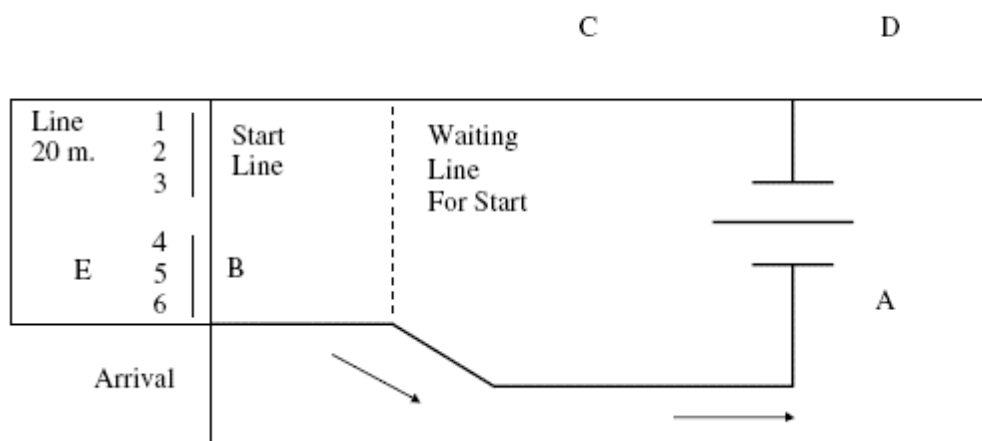 C
D
Line
20 m.
1
2
3
4
5
6
E
Start
Line
B
Waiting
Line
For Start
A
Arrival